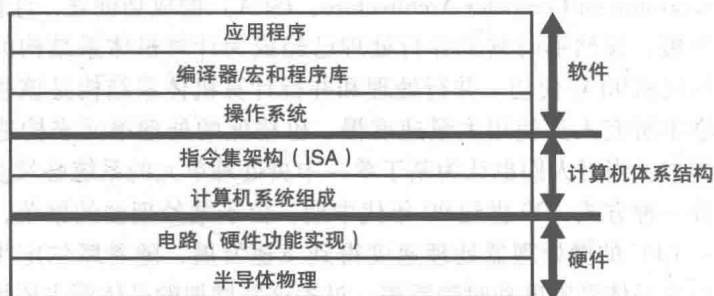 应用程序
编译器/宏和程序库
操作系统
软件
指令集架构（ISA）
计算机系统组成
计算机体系结构
电路（硬件功能实现）
半导体物理
硬件